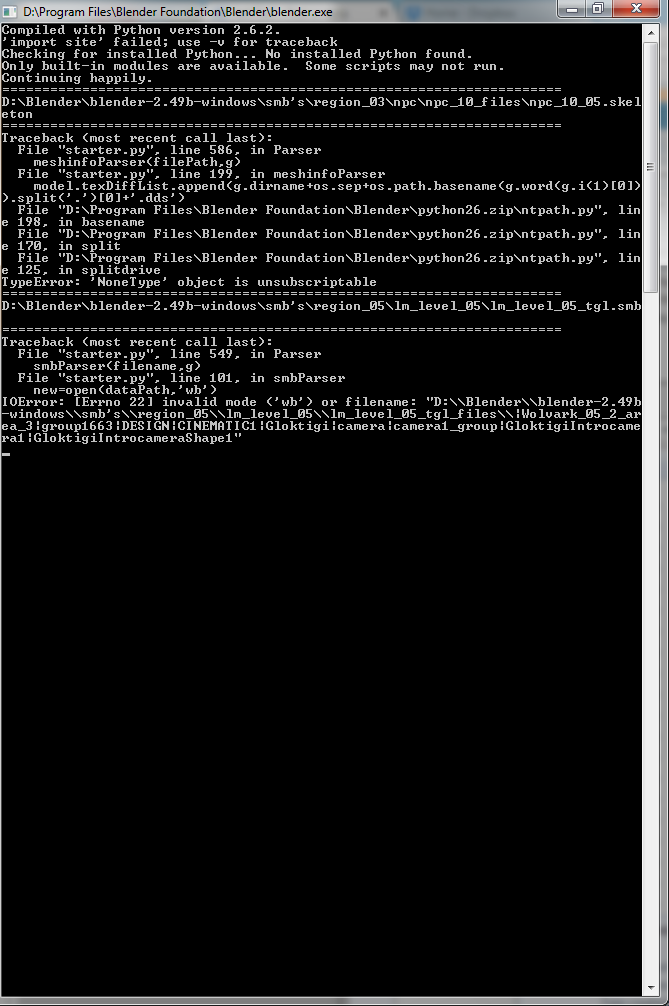 D:\Program Files\Blender Foundation\Blender\blender.exe
Compiled with Python version 2.6.2.
'import site' failed; use -v for traceback
Checking for installed Python... No installed Python found.
Only built-in modules are available.  Some scripts may not run.
Continuing happily.
======================================================================
D:\Blender\blender-2.49b-windows\smb's\region_03\npc\npc_10_files\npc_10_05.skel
eton
======================================================================
Traceback (most recent call last):
  File "starter.py", line 586, in Parser
    meshinfoParser(filePath,g)
  File "starter.py", line 199, in meshinfoParser
    model.texDiffList.append(g.dirname+os.sep+os.path.basename(g.word(g.i(1)[0])
).split('.')[0]+'.dds')
  File "D:\Program Files\Blender Foundation\Blender\python26.zip\ntpath.py", lin
e 198, in basename
  File "D:\Program Files\Blender Foundation\Blender\python26.zip\ntpath.py", lin
e 170, in split
  File "D:\Program Files\Blender Foundation\Blender\python26.zip\ntpath.py", lin
e 125, in splitdrive
TypeError: 'NoneType' object is unsubscriptable
======================================================================
D:\Blender\blender-2.49b-windows\smb's\region_05\lm_level_05\lm_level_05_tgl.smb
======================================================================
Traceback (most recent call last):
  File "starter.py", line 549, in Parser
    smbParser(filename,g)
  File "starter.py", line 101, in smbParser
    new=open(dataPath,'wb')
IOError: [Errno 22] invalid mode ('wb') or filename: "D:\\Blender\\blender-2.49b
-windows\\smb's\\region_05\\lm_level_05\\lm_level_05_tgl_files\\|Wolvark_05_2_ar
ea_3|group1663|DESIGN|CINEMATIC1|Gloktigi|camera|camera1_group|GloktigiIntrocame
ra1|GloktigiIntrocameraShape1"